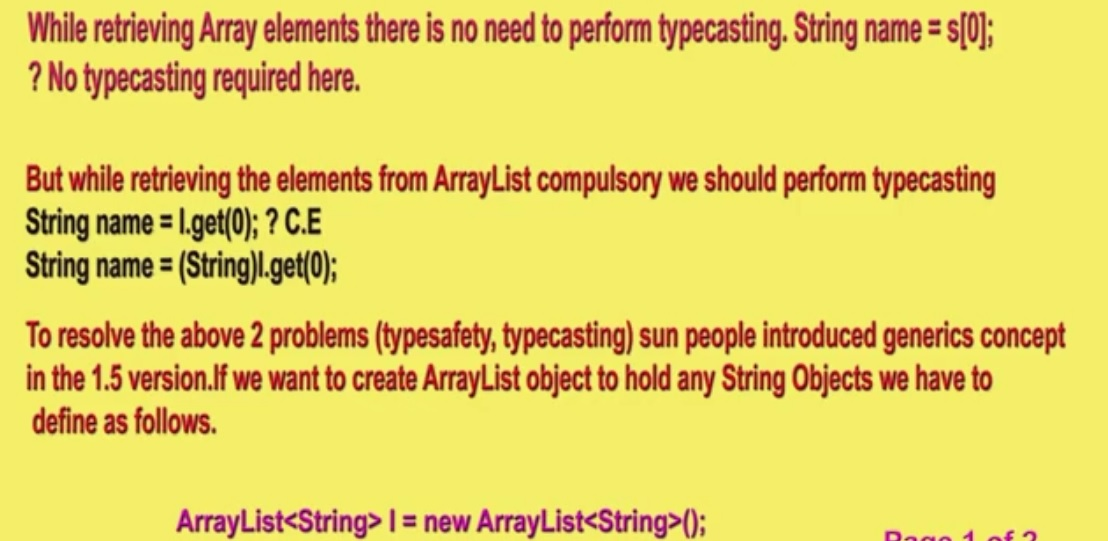 While retrieving Array elements there is no need to perform typecasting. String name = s[0];
? No typecasting required here.
But while retrieving the elements from ArrayList compulsory we should perform typecasting
String name = l.get(0); ? C.E
String name = (String)l.get(0);
To resolve the above 2 problems (typesafety, typecasting) sun people introduced generics concept
in the 1.5 version.If we want to create ArrayList object to hold any String Objects we have to
define as follows.
ArrayList<String> l = new ArrayList<String>();
Page 1 of 2